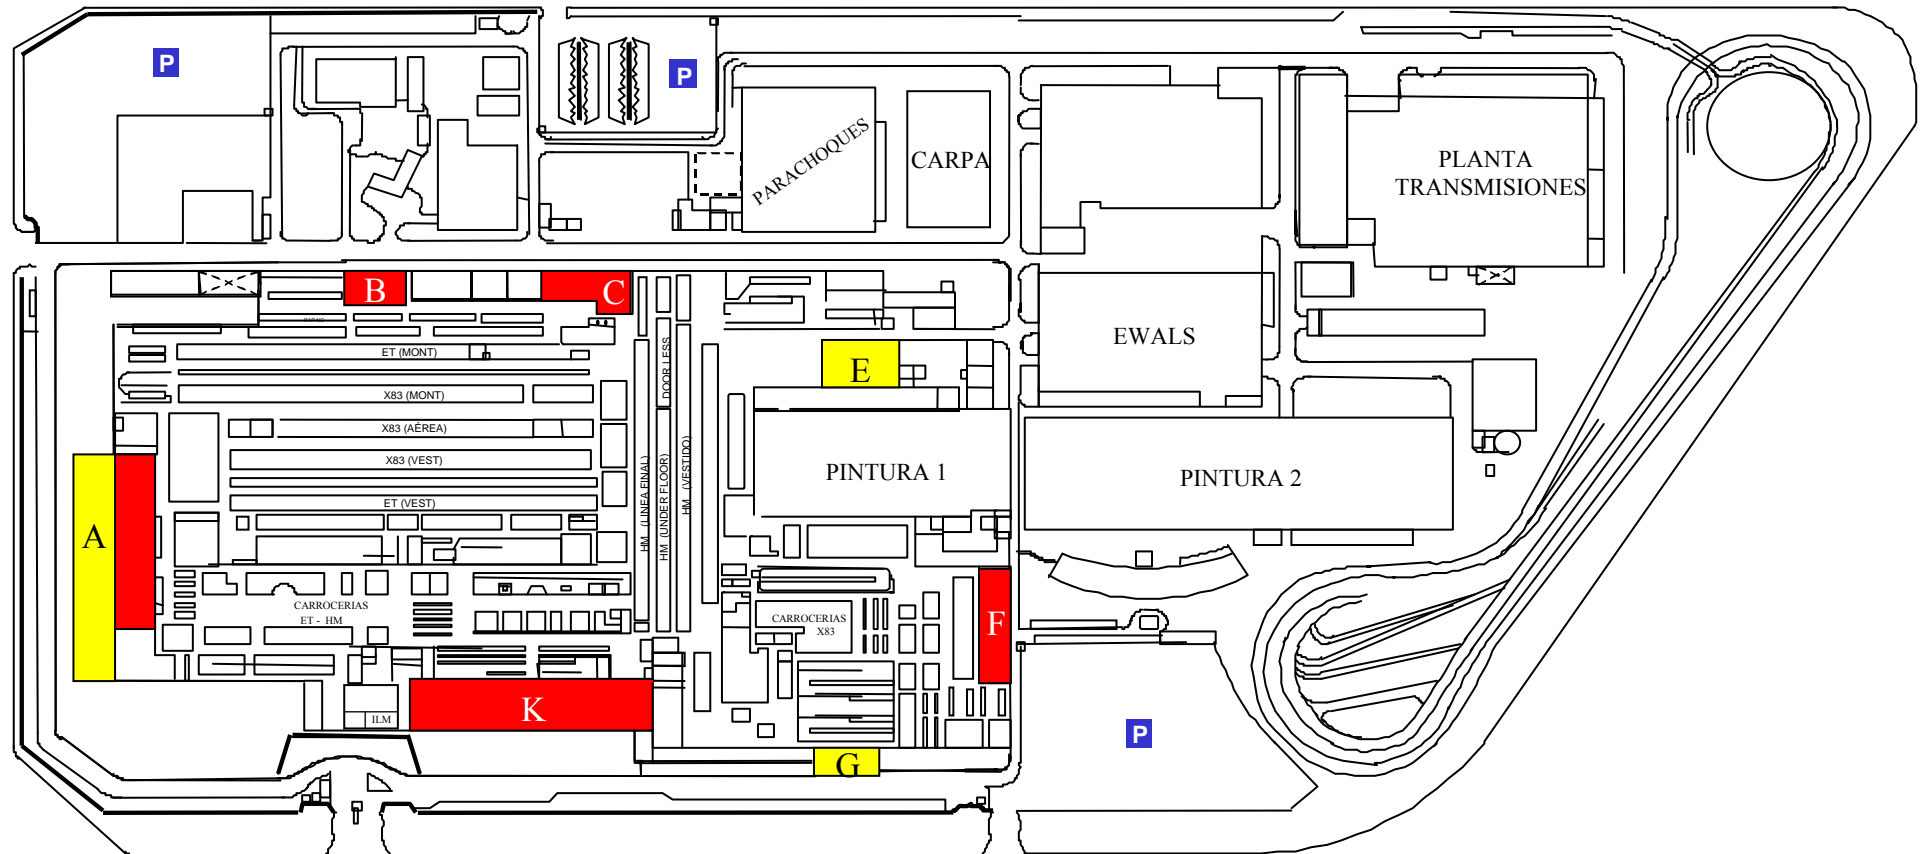 P
P
PARACHOQUES
CARPA
PLANTA
TRANSMISIONES
B
C
ET (MONT)
X83 (MONT)
X83 (AÉREA)
X83 (VEST)
ET (VEST)
DOOR LESS
HM (LINEA FINAL)
HM (UNDER FLOOR)
HM (VESTIDO)
E
EWALS
PINTURA 1
PINTURA 2
A
CARROCERIAS
ET - HM
CARROCERIAS
X83
F
K
ILM
G
P